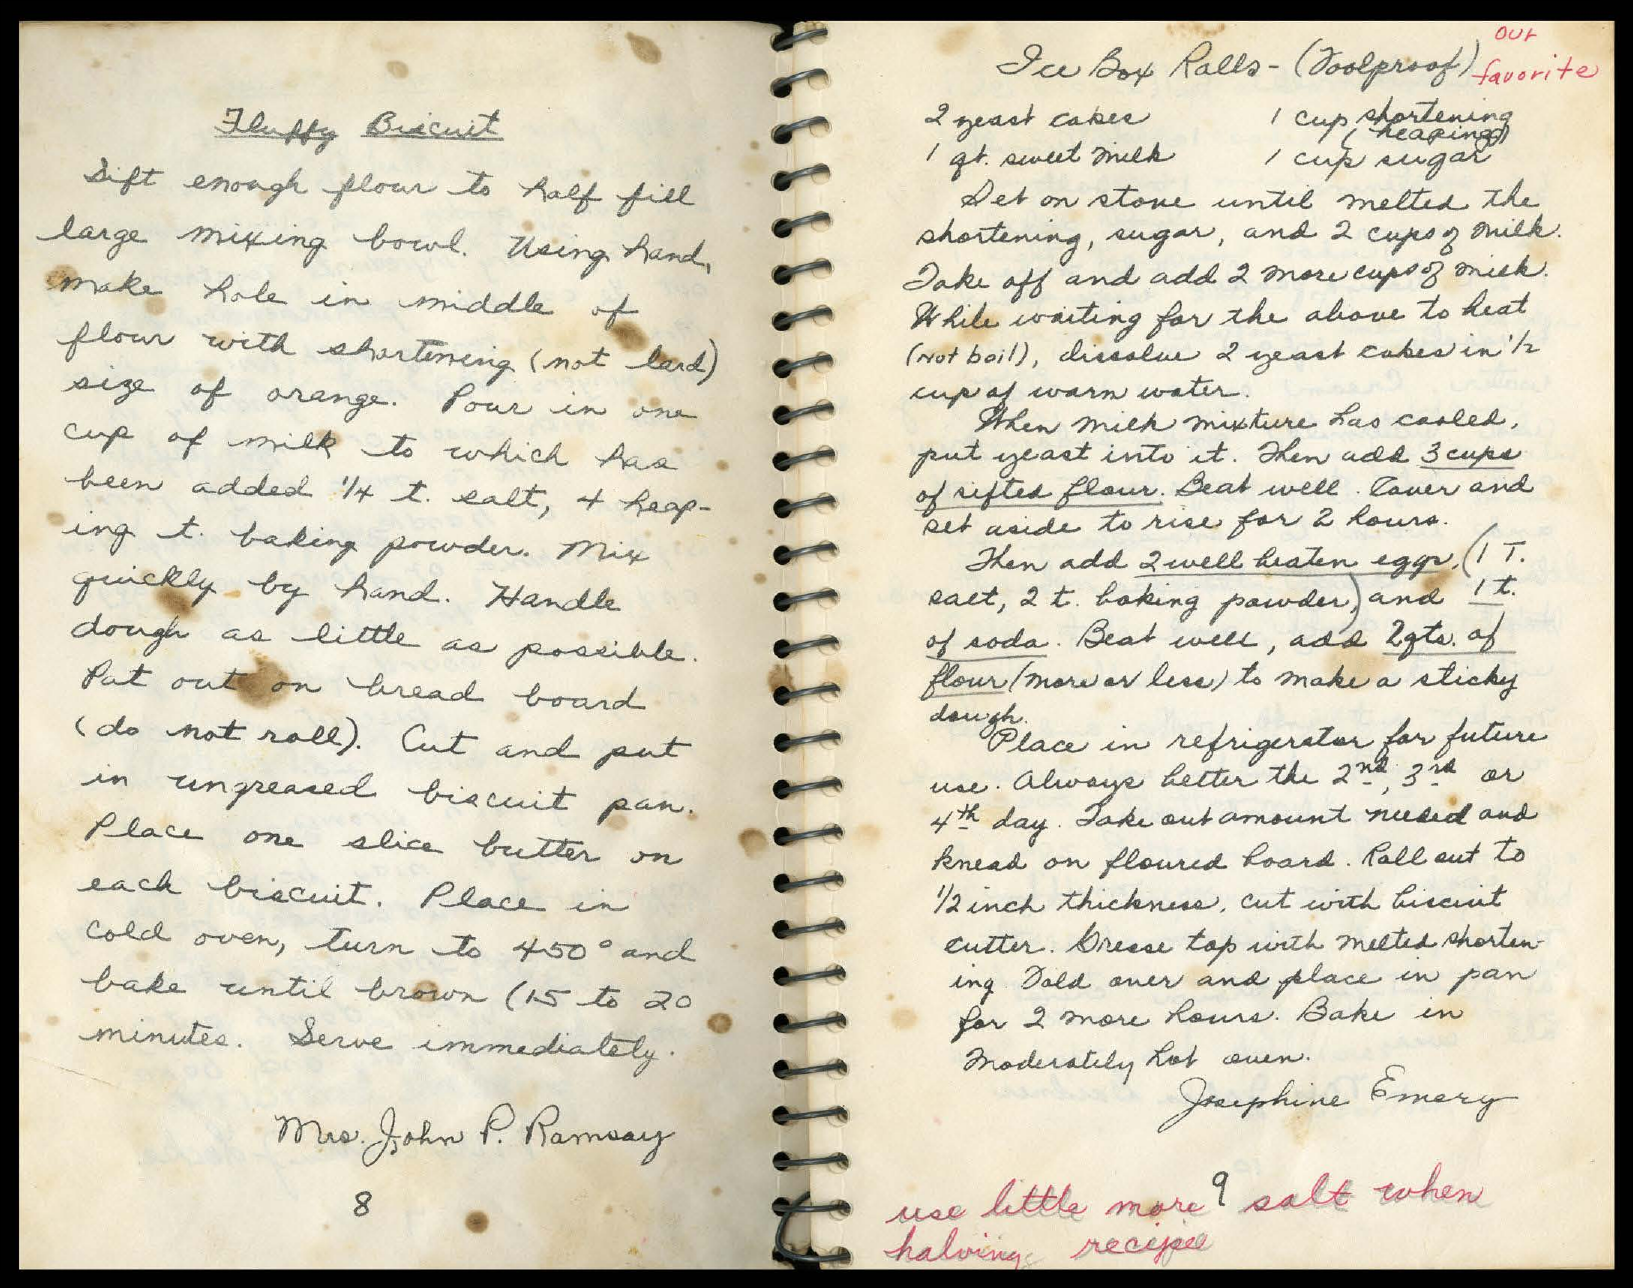 Fluffy Biscuit
Sift enough flour to half fill
large mixing bowl. Using hand,
make hole in middle of
flour with shortening (not lard)
size of orange. Pour in one
cup of milk to which has
been added 1/4 t. salt, 4 heap-
ing t. baking powder. Mix
quickly by hand. Handle
dough as little as possible.
Pat out on bread board
(do not roll). Cut and put
in ungreased biscuit pan.
Place one slice butter on
each biscuit. Place in
cold oven, turn to 450° and
bake until brown (15 to 20
minutes. Serve immediately.
Mrs. John P. Ramsay
8
Ice Box Rolls - (Foolproof)
our
favorite
2 yeast cakes 1 cup shortening
(heaping)
1 qt. sweet milk 1 cup sugar
Set on stove until melted the
shortening, sugar, and 2 cups of milk.
Take off and add 2 more cups of milk.
While waiting for the above to heat
(not boil), dissolve 2 yeast cakes in 1/2
cup of warm water.
When milk mixture has cooled,
put yeast into it. Then add 3 cups
of sifted flour. Beat well. Cover and
set aside to rise for 2 hours.
Then add 2 well beaten eggs, (1 T.
salt, 2 t. baking powder) and 1 t.
of soda. Beat well, add 2 qts. of
flour (more or less) to make a sticky
dough.
Place in refrigerator for future
use. Always better the 2nd, 3rd or
4th day. Take out amount needed and
knead on floured board. Roll out to
1/2 inch thickness, cut with biscuit
cutter. Grease top with melted shorten-
ing Fold over and place in pan
for 2 more hours. Bake in
moderately hot oven.
Josephine Emery
9
use little more salt when
halving recipe